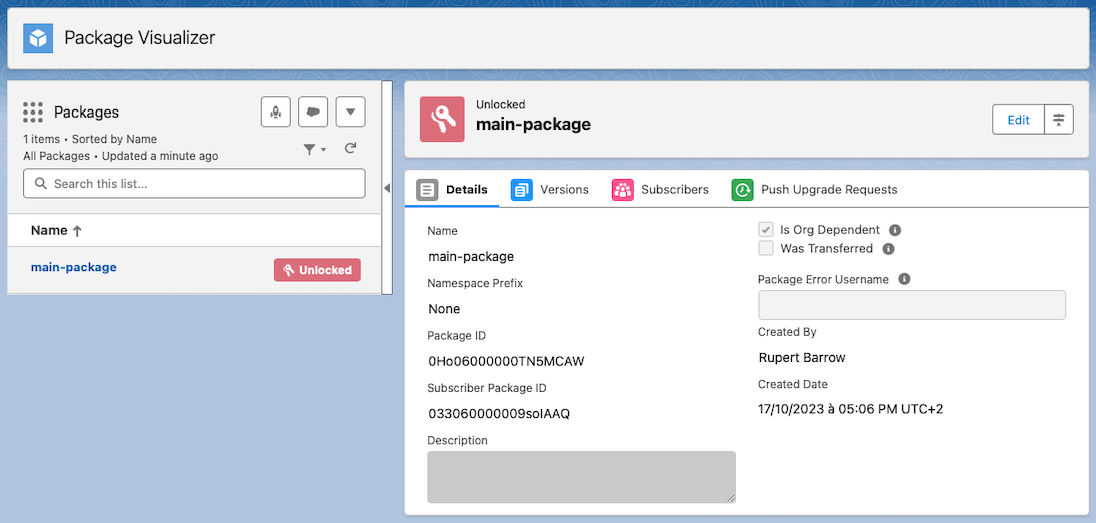 Package Visualizer
Packages
1 items • Sorted by Name
All Packages • Updated a minute ago
Search this list...
Name
main-package
Unlocked
Unlocked
main-package
Edit
Details
Versions
Subscribers
Push Upgrade Requests
Name
main-package
Namespace Prefix
None
Package ID
0Ho06000000TN5MCAW
Subscriber Package ID
033060000009soIAAQ
Description
Is Org Dependent
Was Transferred
Package Error Username
Created By
Rupert Barrow
Created Date
17/10/2023 à 05:06 PM UTC+2